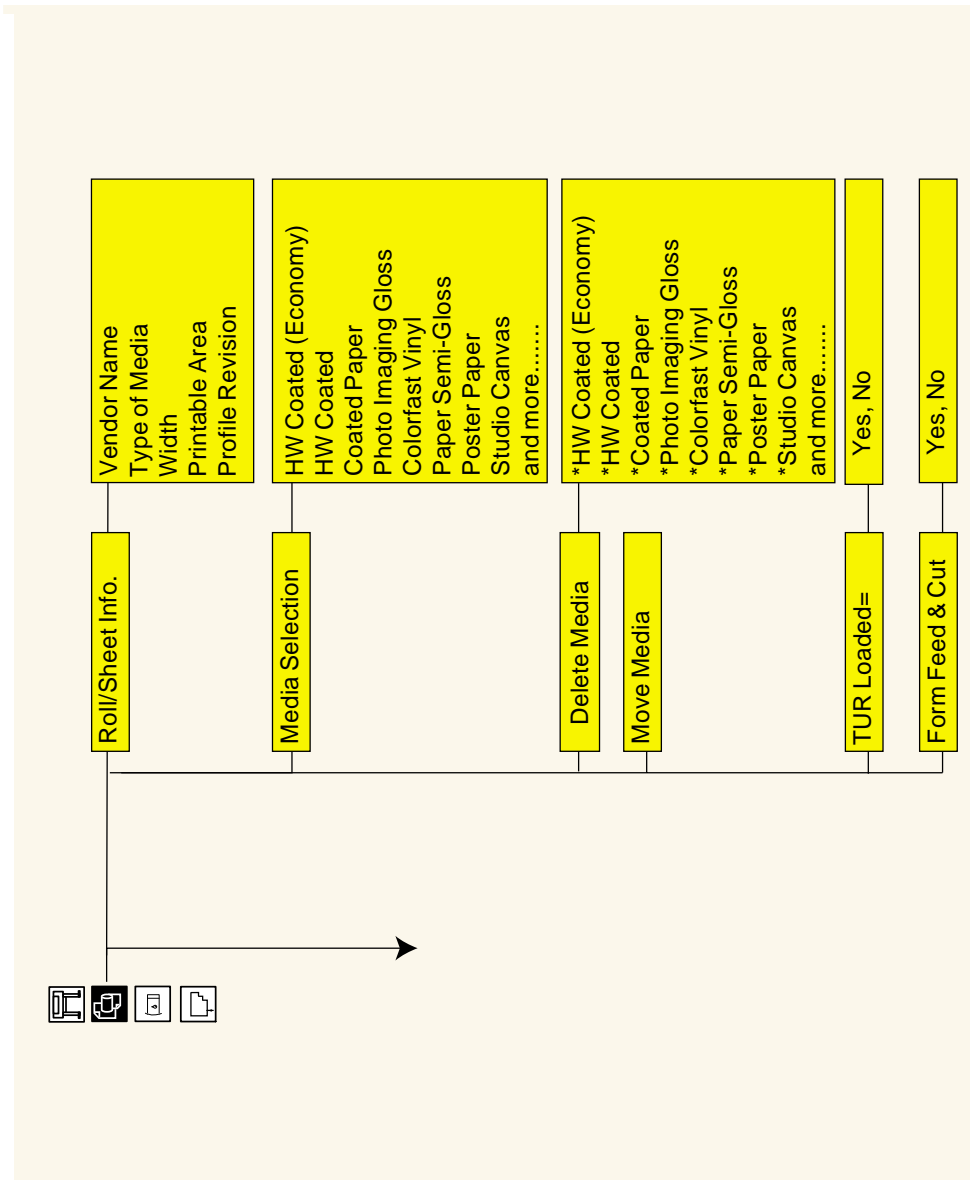 Roll/Sheet Info.
Vendor Name
Type of Media
Width
Printable Area
Profile Revision
Media Selection
HW Coated (Economy)
HW Coated
Coated Paper
Photo Imaging Gloss
Colorfast Vinyl
Paper Semi-Gloss
Poster Paper
Studio Canvas
and more.......
Delete Media
*HW Coated (Economy)
*HW Coated
*Coated Paper
*Photo Imaging Gloss
*Colorfast Vinyl
*Paper Semi-Gloss
*Poster Paper
*Studio Canvas
and more.......
Move Media
TUR Loaded=
Yes, No
Form Feed & Cut
Yes, No